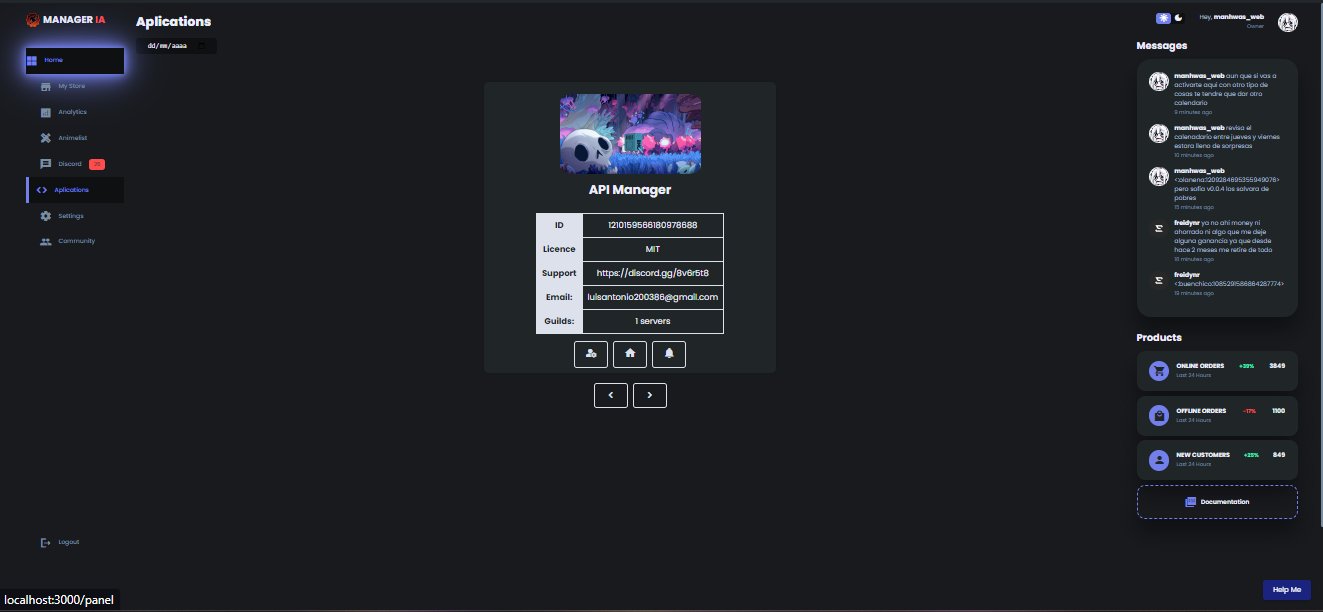 MANAGER IA
Home
My Store
Analytics
Animelist
Discord
Aplications
Settings
Community
Logout
localhost:3000/panel
Aplications
dd/mm/aaaa
API Manager
ID 1210159566180978688
Licence MIT
Support https://discord.gg/8v6r5t8
Email: luisantonio200386@gmail.com
Guilds: 1 servers
Hey, manhwas_web
Owner
Messages
manhwas_web aun que si vas a
activarte aqui con otro tipo de
cosas te tendre que dar otro
calendario
9 minutes ago
manhwas_web revisa el
calenadario entre jueves y viernes
estara lleno de sorpresas
10 minutes ago
manhwas_web
pero sofia v0.0.4 los salvara de
pobres
15 minutes ago
freidynr ya no ahi money ni
ahorrado ni algo que me deje
alguna ganancia ya que desde
hace 2 meses me retire de todo
18 minutes ago
freidynr
<:buenchico:1085291586864287774>
19 minutes ago
Products
ONLINE ORDERS +39% 3849
Last 24 Hours
OFFLINE ORDERS -17% 1100
Last 24 Hours
NEW CUSTOMERS +25% 849
Last 24 Hours
Documentation
Help Me